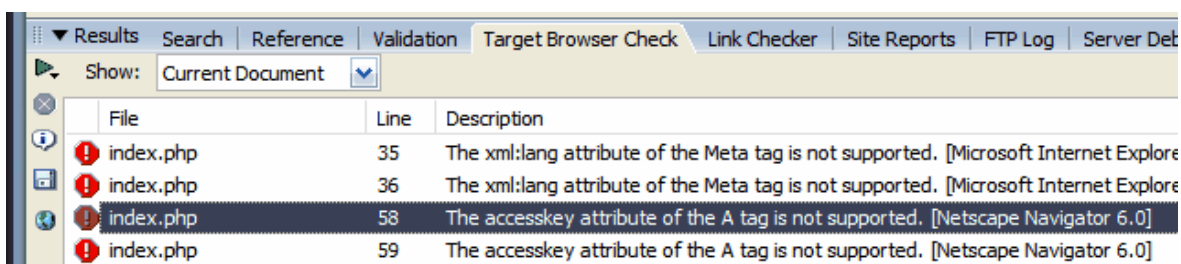 Results Search Reference Validation Target Browser Check Link Checker Site Reports FTP Log Server Deb
Show: Current Document
File Line Description
index.php 35 The xml:lang attribute of the Meta tag is not supported. [Microsoft Internet Explore
index.php 36 The xml:lang attribute of the Meta tag is not supported. [Microsoft Internet Explore
index.php 58 The accesskey attribute of the A tag is not supported. [Netscape Navigator 6.0]
index.php 59 The accesskey attribute of the A tag is not supported. [Netscape Navigator 6.0]